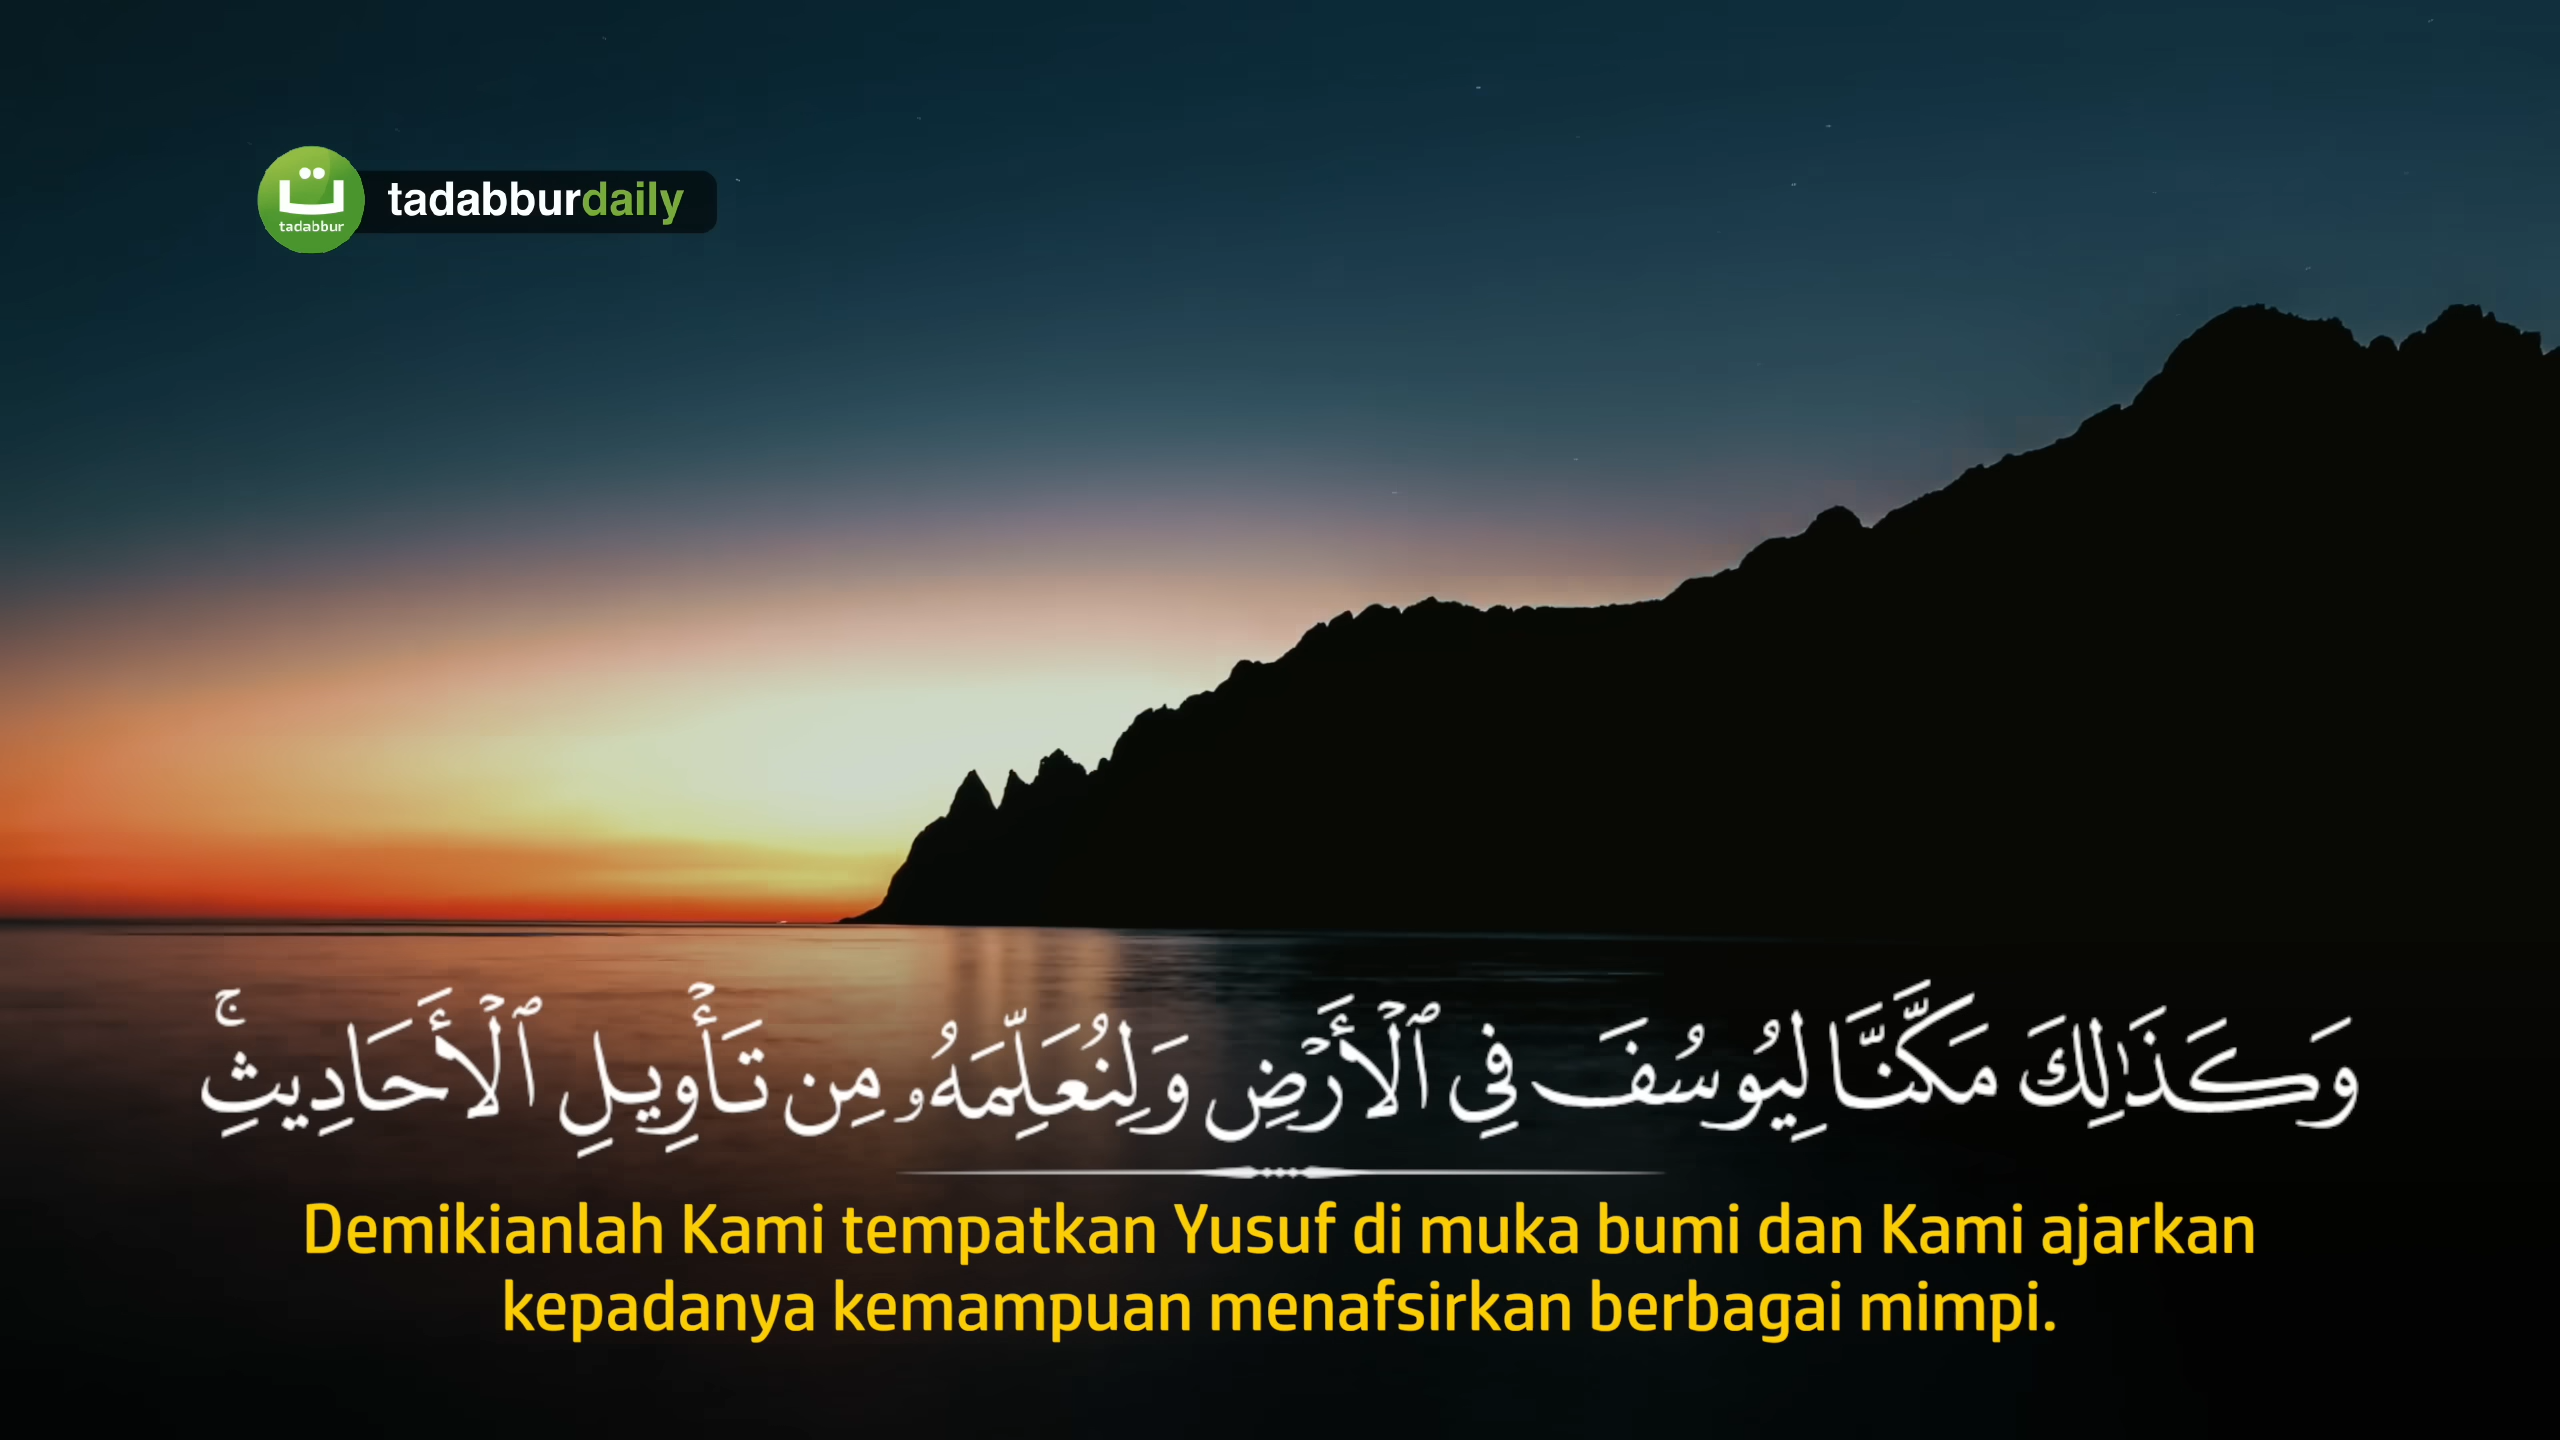 ت
tadabbur
tadabburdaily
وَكَذَٰلِكَ مَكَّنَّا لِيُوسُفَ فِي ٱلْأَرْضِ وَلِنُعَلِّمَهُۥ مِن تَأْوِيلِ ٱلْأَحَادِيثِ ۚ
Demikianlah Kami tempatkan Yusuf di muka bumi dan Kami ajarkan
kepadanya kemampuan menafsirkan berbagai mimpi.